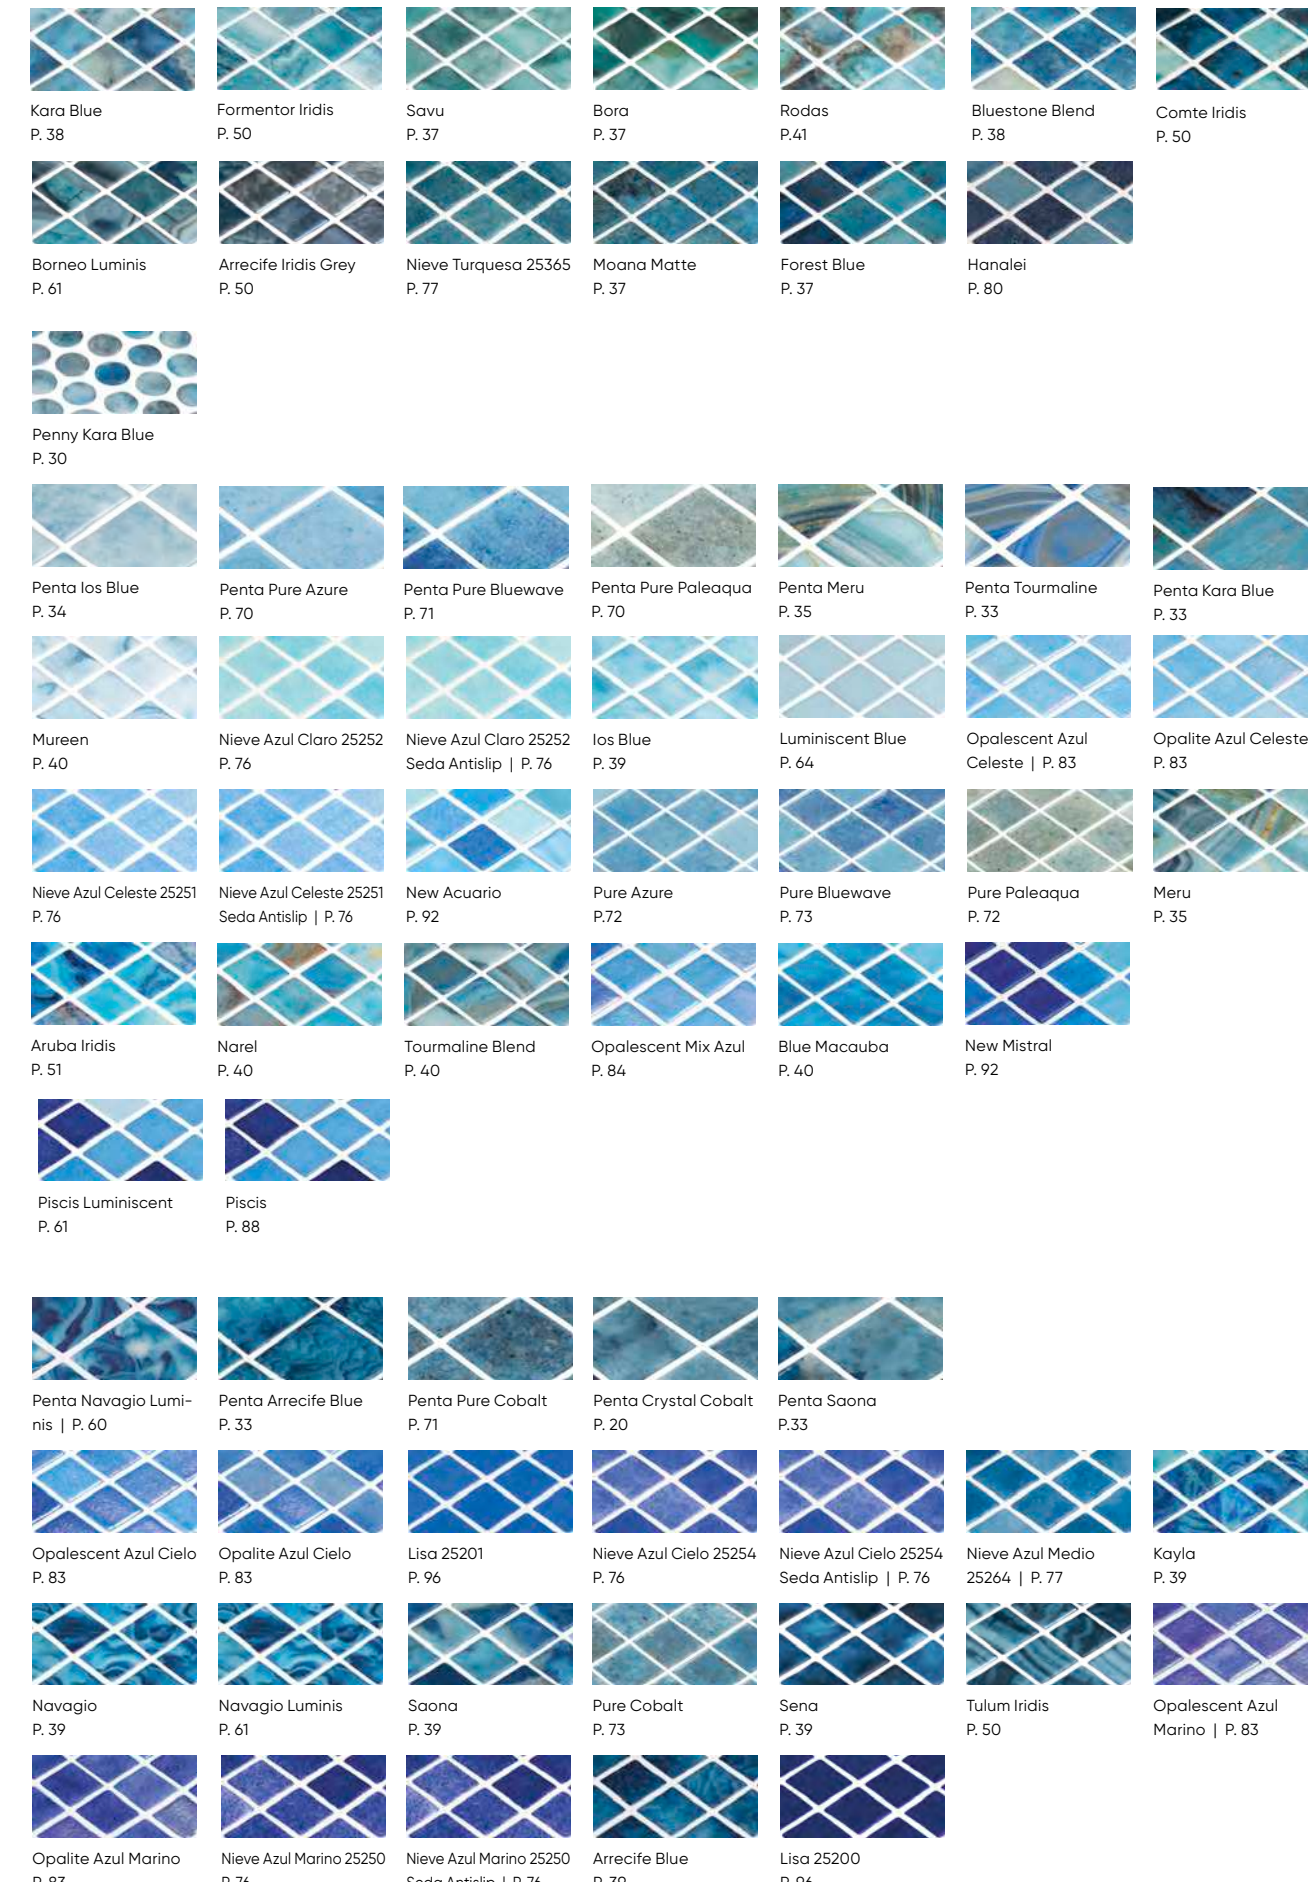 Kara Blue
P. 38
Formentor Iridis
P. 50
Savu
P. 37
Bora
P. 37
Rodas
P.41
Bluestone Blend
P. 38
Comte Iridis
P. 50
Borneo Luminis
P. 61
Arrecife Iridis Grey
P. 50
Nieve Turquesa 25365
P. 77
Moana Matte
P. 37
Forest Blue
P. 37
Hanalei
P. 80
Penny Kara Blue
P. 30
Penta Ios Blue
P. 34
Penta Pure Azure
P. 70
Penta Pure Bluewave
P. 71
Penta Pure Paleaqua
P. 70
Penta Meru
P. 35
Penta Tourmaline
P. 33
Penta Kara Blue
P. 33
Mureen
P. 40
Nieve Azul Claro 25252
P. 76
Nieve Azul Claro 25252
Seda Antislip | P. 76
Ios Blue
P. 39
Luminiscent Blue
P. 64
Opalescent Azul
Celeste | P. 83
Opalite Azul Celeste
P. 83
Nieve Azul Celeste 25251
P. 76
Nieve Azul Celeste 25251
Seda Antislip | P. 76
New Acuario
P. 92
Pure Azure
P.72
Pure Bluewave
P. 73
Pure Paleaqua
P. 72
Meru
P. 35
Aruba Iridis
P. 51
Narel
P. 40
Tourmaline Blend
P. 40
Opalescent Mix Azul
P. 84
Blue Macauba
P. 40
New Mistral
P. 92
Piscis Luminiscent
P. 61
Piscis
P. 88
Penta Navagio Lumi-
nis | P. 60
Penta Arrecife Blue
P. 33
Penta Pure Cobalt
P. 71
Penta Crystal Cobalt
P. 20
Penta Saona
P.33
Opalescent Azul Cielo
P. 83
Opalite Azul Cielo
P. 83
Lisa 25201
P. 96
Nieve Azul Cielo 25254
P. 76
Nieve Azul Cielo 25254
Seda Antislip | P. 76
Nieve Azul Medio
25264 | P. 77
Kayla
P. 39
Navagio
P. 39
Navagio Luminis
P. 61
Saona
P. 39
Pure Cobalt
P. 73
Sena
P. 39
Tulum Iridis
P. 50
Opalescent Azul
Marino | P. 83
Opalite Azul Marino
P. 83
Nieve Azul Marino 25250
P. 76
Nieve Azul Marino 25250
Seda Antislip | P. 76
Arrecife Blue
P. 39
Lisa 25200
P. 96